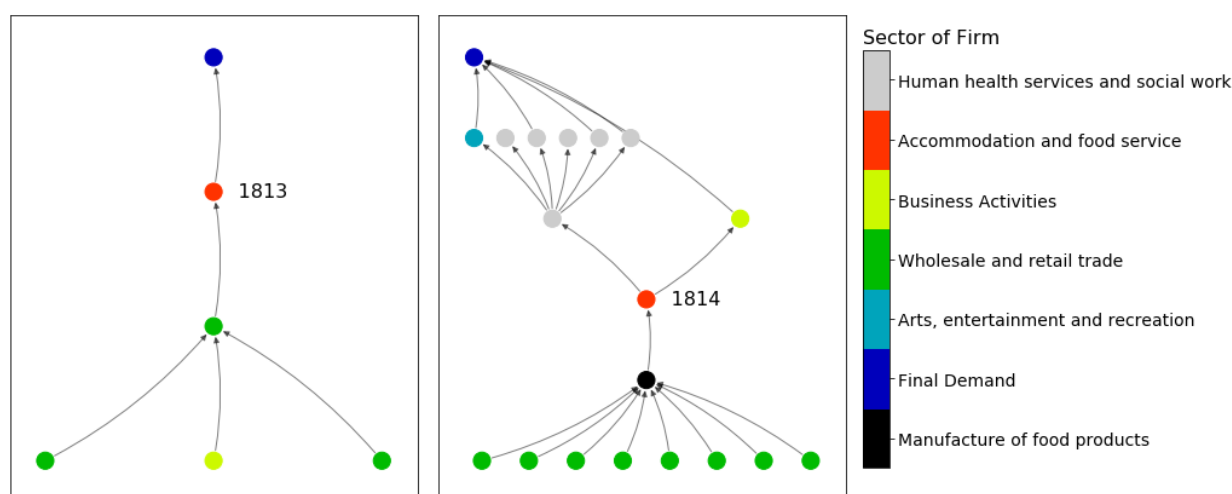 1813
1814
Sector of Firm
Human health services and social work
Accommodation and food service
Business Activities
Wholesale and retail trade
Arts, entertainment and recreation
Final Demand
Manufacture of food products